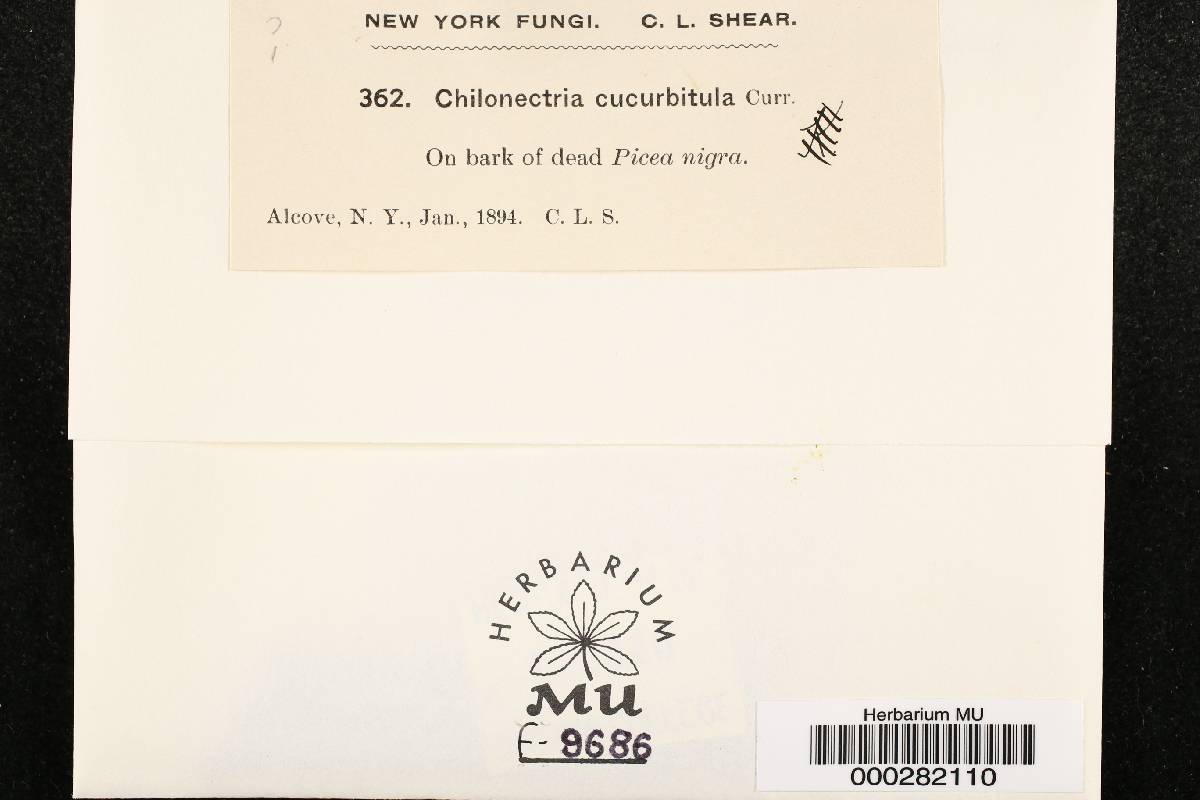 NEW YORK FUNGI. C. L. SHEAR.
362. Chilonectria cucurbitula Curr.
On bark of dead Picea nigra.
Alcove, N. Y., Jan., 1894. C. L. S.
HERBARIUM
MU
F-9686
Herbarium MU
000282110